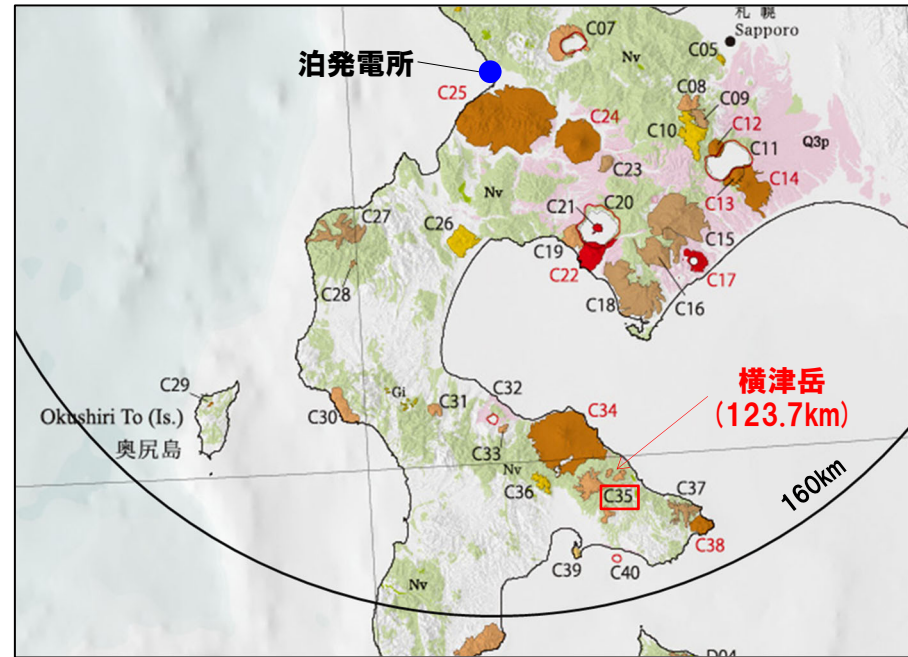 札幌
Sapporo
C07
Nv
C05
泊発電所
C25
C08
C09
C24
C10
C12
C11
Q3p
C23
C14
C13
Nv
C21
C20
C27
C26
C15
C19
C22
C17
C28
C18
C16
C29
C32
横津岳
(123.7km)
Okushiri To (Is.)
奥尻島
C30
Gi
C31
C34
C33
Nv
C36
C35
C37
160km
C38
C39
C40
Nv